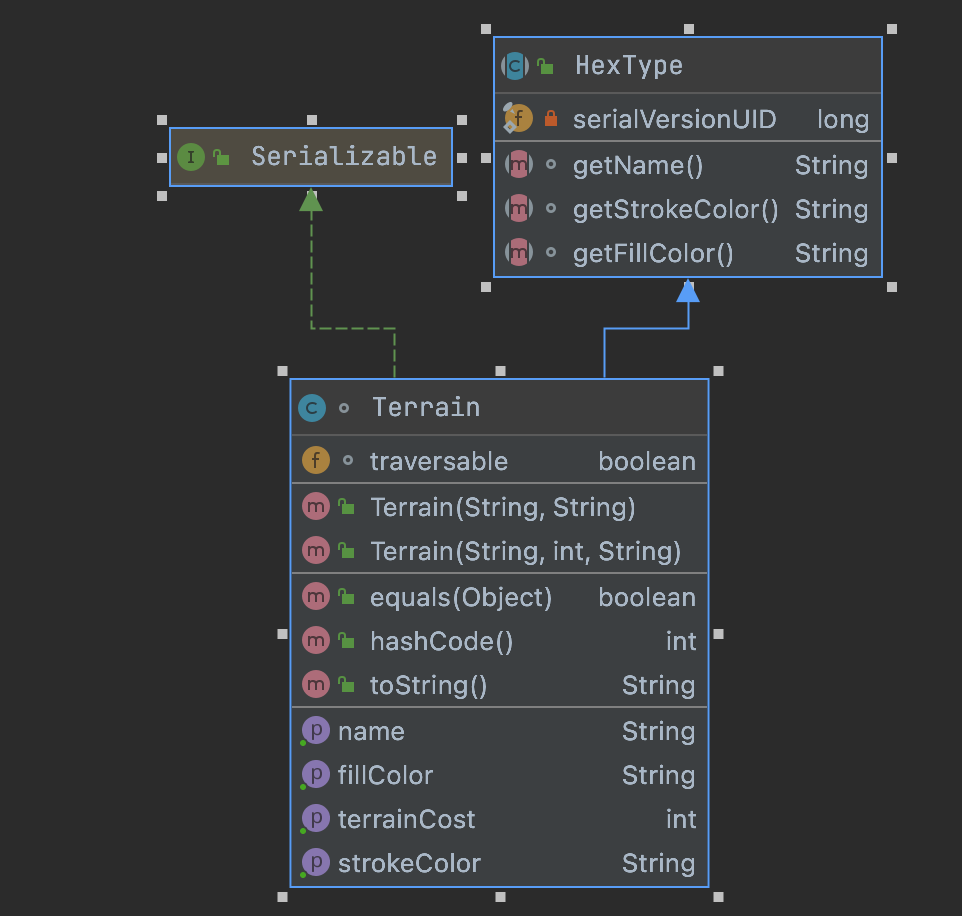 HexType
serialVersionUID long
getName() String
getStrokeColor() String
getFillColor() String
Serializable
Terrain
traversable boolean
Terrain(String, String)
Terrain(String, int, String)
equals(Object) boolean
hashCode() int
toString() String
name String
fillColor String
terrainCost int
strokeColor String